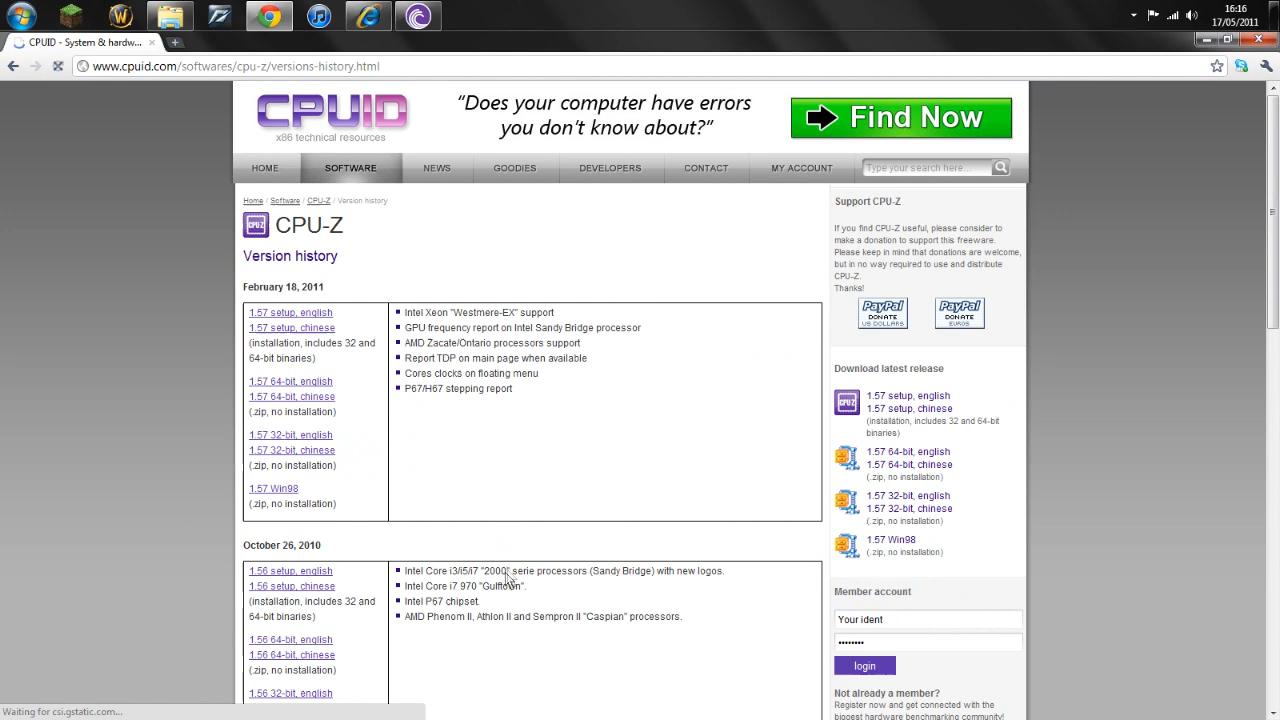 16:16
17/05/2011
CPUID - System & hardw...
www.cpuid.com/softwares/cpu-z/versions-history.html
CPUID
x86 technical resources
“Does your computer have errors
you don't know about?”
Find Now
HOME
SOFTWARE
NEWS
GOODIES
DEVELOPERS
CONTACT
MY ACCOUNT
Type your search here...
Home / Software / CPU-Z / Version history
CPU-Z
CPU-Z
Version history
February 18, 2011
1.57 setup, english
1.57 setup, chinese
(installation, includes 32 and
64-bit binaries)
1.57 64-bit, english
1.57 64-bit, chinese
(.zip, no installation)
1.57 32-bit, english
1.57 32-bit, chinese
(.zip, no installation)
1.57 Win98
(.zip, no installation)
Intel Xeon "Westmere-EX" support
GPU frequency report on Intel Sandy Bridge processor
AMD Zacate/Ontario processors support
Report TDP on main page when available
Cores clocks on floating menu
P67/H67 stepping report
October 26, 2010
1.56 setup, english
1.56 setup, chinese
(installation, includes 32 and
64-bit binaries)
1.56 64-bit, english
1.56 64-bit, chinese
(.zip, no installation)
1.56 32-bit, english
Intel Core i3/i5/i7 "2000" serie processors (Sandy Bridge) with new logos.
Intel Core i7 970 "Gulftown".
Intel P67 chipset.
AMD Phenom II, Athlon II and Sempron II "Caspian" processors.
Support CPU-Z
If you find CPU-Z useful, please consider to
make a donation to support this freeware.
Please keep in mind that donations are welcome,
but in no way required to use and distribute
CPU-Z.
Thanks!
PayPal
DONATE
US DOLLARS
PayPal
DONATE
EUROS
Download latest release
CPU-Z
1.57 setup, english
1.57 setup, chinese
(installation, includes 32 and 64-bit
binaries)
1.57 64-bit, english
1.57 64-bit, chinese
(.zip, no installation)
1.57 32-bit, english
1.57 32-bit, chinese
(.zip, no installation)
1.57 Win98
(.zip, no installation)
Member account
Your ident
••••••••
login
Not already a member?
Register now and get connected with the
biggest hardware benchmarking community!
Waiting for csi.gstatic.com...